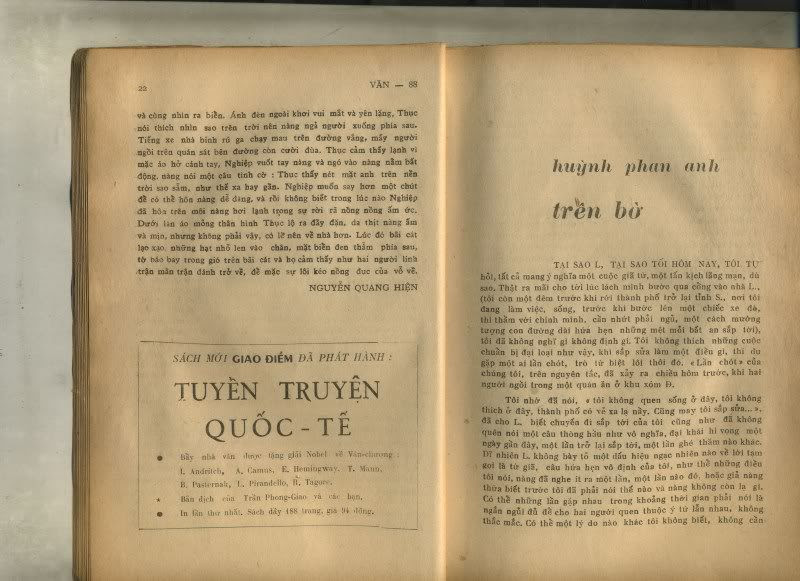 22
VĂN — 88
và cùng nhìn ra biển. Ánh đèn ngoài khơi vui mắt và yên lặng, Thục
nói thích nhìn sao trên trời nên nàng ngả người xuống phía sau.
Tiếng xe nhà binh rú ga chạy mau trên đường vắng, mấy người
ngồi trên quán sát bên đường còn cười đùa. Thục cảm thấy lạnh vì
mặc áo hở cánh tay, Nghiệp vuốt tay nàng và ngó vào nàng nằm bất
động, nàng nói một câu tình cờ : Thục thấy nét mặt anh trên nền
trời sao sẫm, như thể xa hay gần. Nghiệp muốn say hơn một chút
để có thể hôn nàng dễ dàng, và rồi không biết trong lúc nào Nghiệp
đã hôn trên môi nàng hơi lạnh trong sự rời rã nồng nồng ấm ức.
Dưới làn áo mỏng thân hình Thục lộ ra đầy đặn, da thịt nàng ấm
và mịn, nhưng không phải vậy, có lẽ nên về nhà hơn. Lúc đó bãi cát
lạo xạo, những hạt nhỏ len vào chân, mặt biển đen thẳm phía sau,
tờ báo bay trong gió trên bãi cát và họ cảm thấy như hai người lính
trận mãn trận đánh trở về, để mặc sự lôi kéo nồng đục của vỗ về.
NGUYỄN QUANG HIỆN
SÁCH MỚI GIAO ĐIỂM ĐÃ PHÁT HÀNH :
TUYỂN TRUYỆN
QUỐC-TẾ
● Bảy nhà văn được tặng giải Nobel về Văn-chương :
I. Andritch, A. Camus, E. Hemingway, T. Mann,
B. Pasternak, L. Pirandello, R. Tagore.
★ Bản dịch của Trần Phong-Giao và các bạn.
● In lần thứ nhất. Sách dầy 488 trang, giá 94 đồng.
huỳnh phan anh
trên bờ
TẠI SAO L, TẠI SAO TỐI HÔM NAY, TÔI TỰ
hỏi, tất cả mang ý nghĩa một cuộc giã từ, một tấn kịch lãng mạn, dù
sao. Thật ra mãi cho tới lúc lách mình bước qua cổng vào nhà L.,
(tôi còn một đêm trước khi rời thành phố trở lại tỉnh S., nơi tôi
đang làm việc, sống, trước khi bước lên một chiếc xe đò,
thì thầm với chính mình, cần nhứt phải ngủ, một cách mường
tượng con đường dài hứa hẹn những mệt mỏi bất an sắp tới),
tôi đã không nghĩ gì không định gì. Tôi không thích những cuộc
chuẩn bị đại loại như vậy, khi sắp sửa làm một điều gì, thí dụ
gặp một ai lần chót, trò từ biệt lôi thôi đó. «Lần chót» của
chúng tôi, trên nguyên tắc, đã xẩy ra chiều hôm trước, khi hai
người ngồi trong một quán ăn ở khu xóm Đ.
Tôi nhớ đã nói, « tôi không quen sống ở đây, tôi không
thích ở đây, thành phố có vẻ xa lạ nầy. Cũng may tôi sắp sửa... »,
đã cho L. biết chuyến đi sắp tới của tôi cũng như đã không
quên nói một câu thòng hầu như vô nghĩa, đại khái hi vọng một
ngày gần đây, một lần trở lại sắp tới, một lần ghé thăm nào khác.
Dĩ nhiên L. không bày tỏ một dấu hiệu ngạc nhiên nào về lời tạm
gọi là từ giã, câu hứa hẹn vô định của tôi, như thể những điều
tôi nói, nàng đã nghe ít ra một lần, một lần nào đó, hoặc giả nàng
thừa biết trước tôi đã phải nói thế nào và nàng không còn lạ gì.
Có thể những lần gặp nhau trong khoảng thời gian phải nói là
ngắn ngủi đủ để cho hai người quen thuộc ý tứ lẫn nhau, không
thắc mắc. Có thể một lý do nào khác tôi không biết, không cần